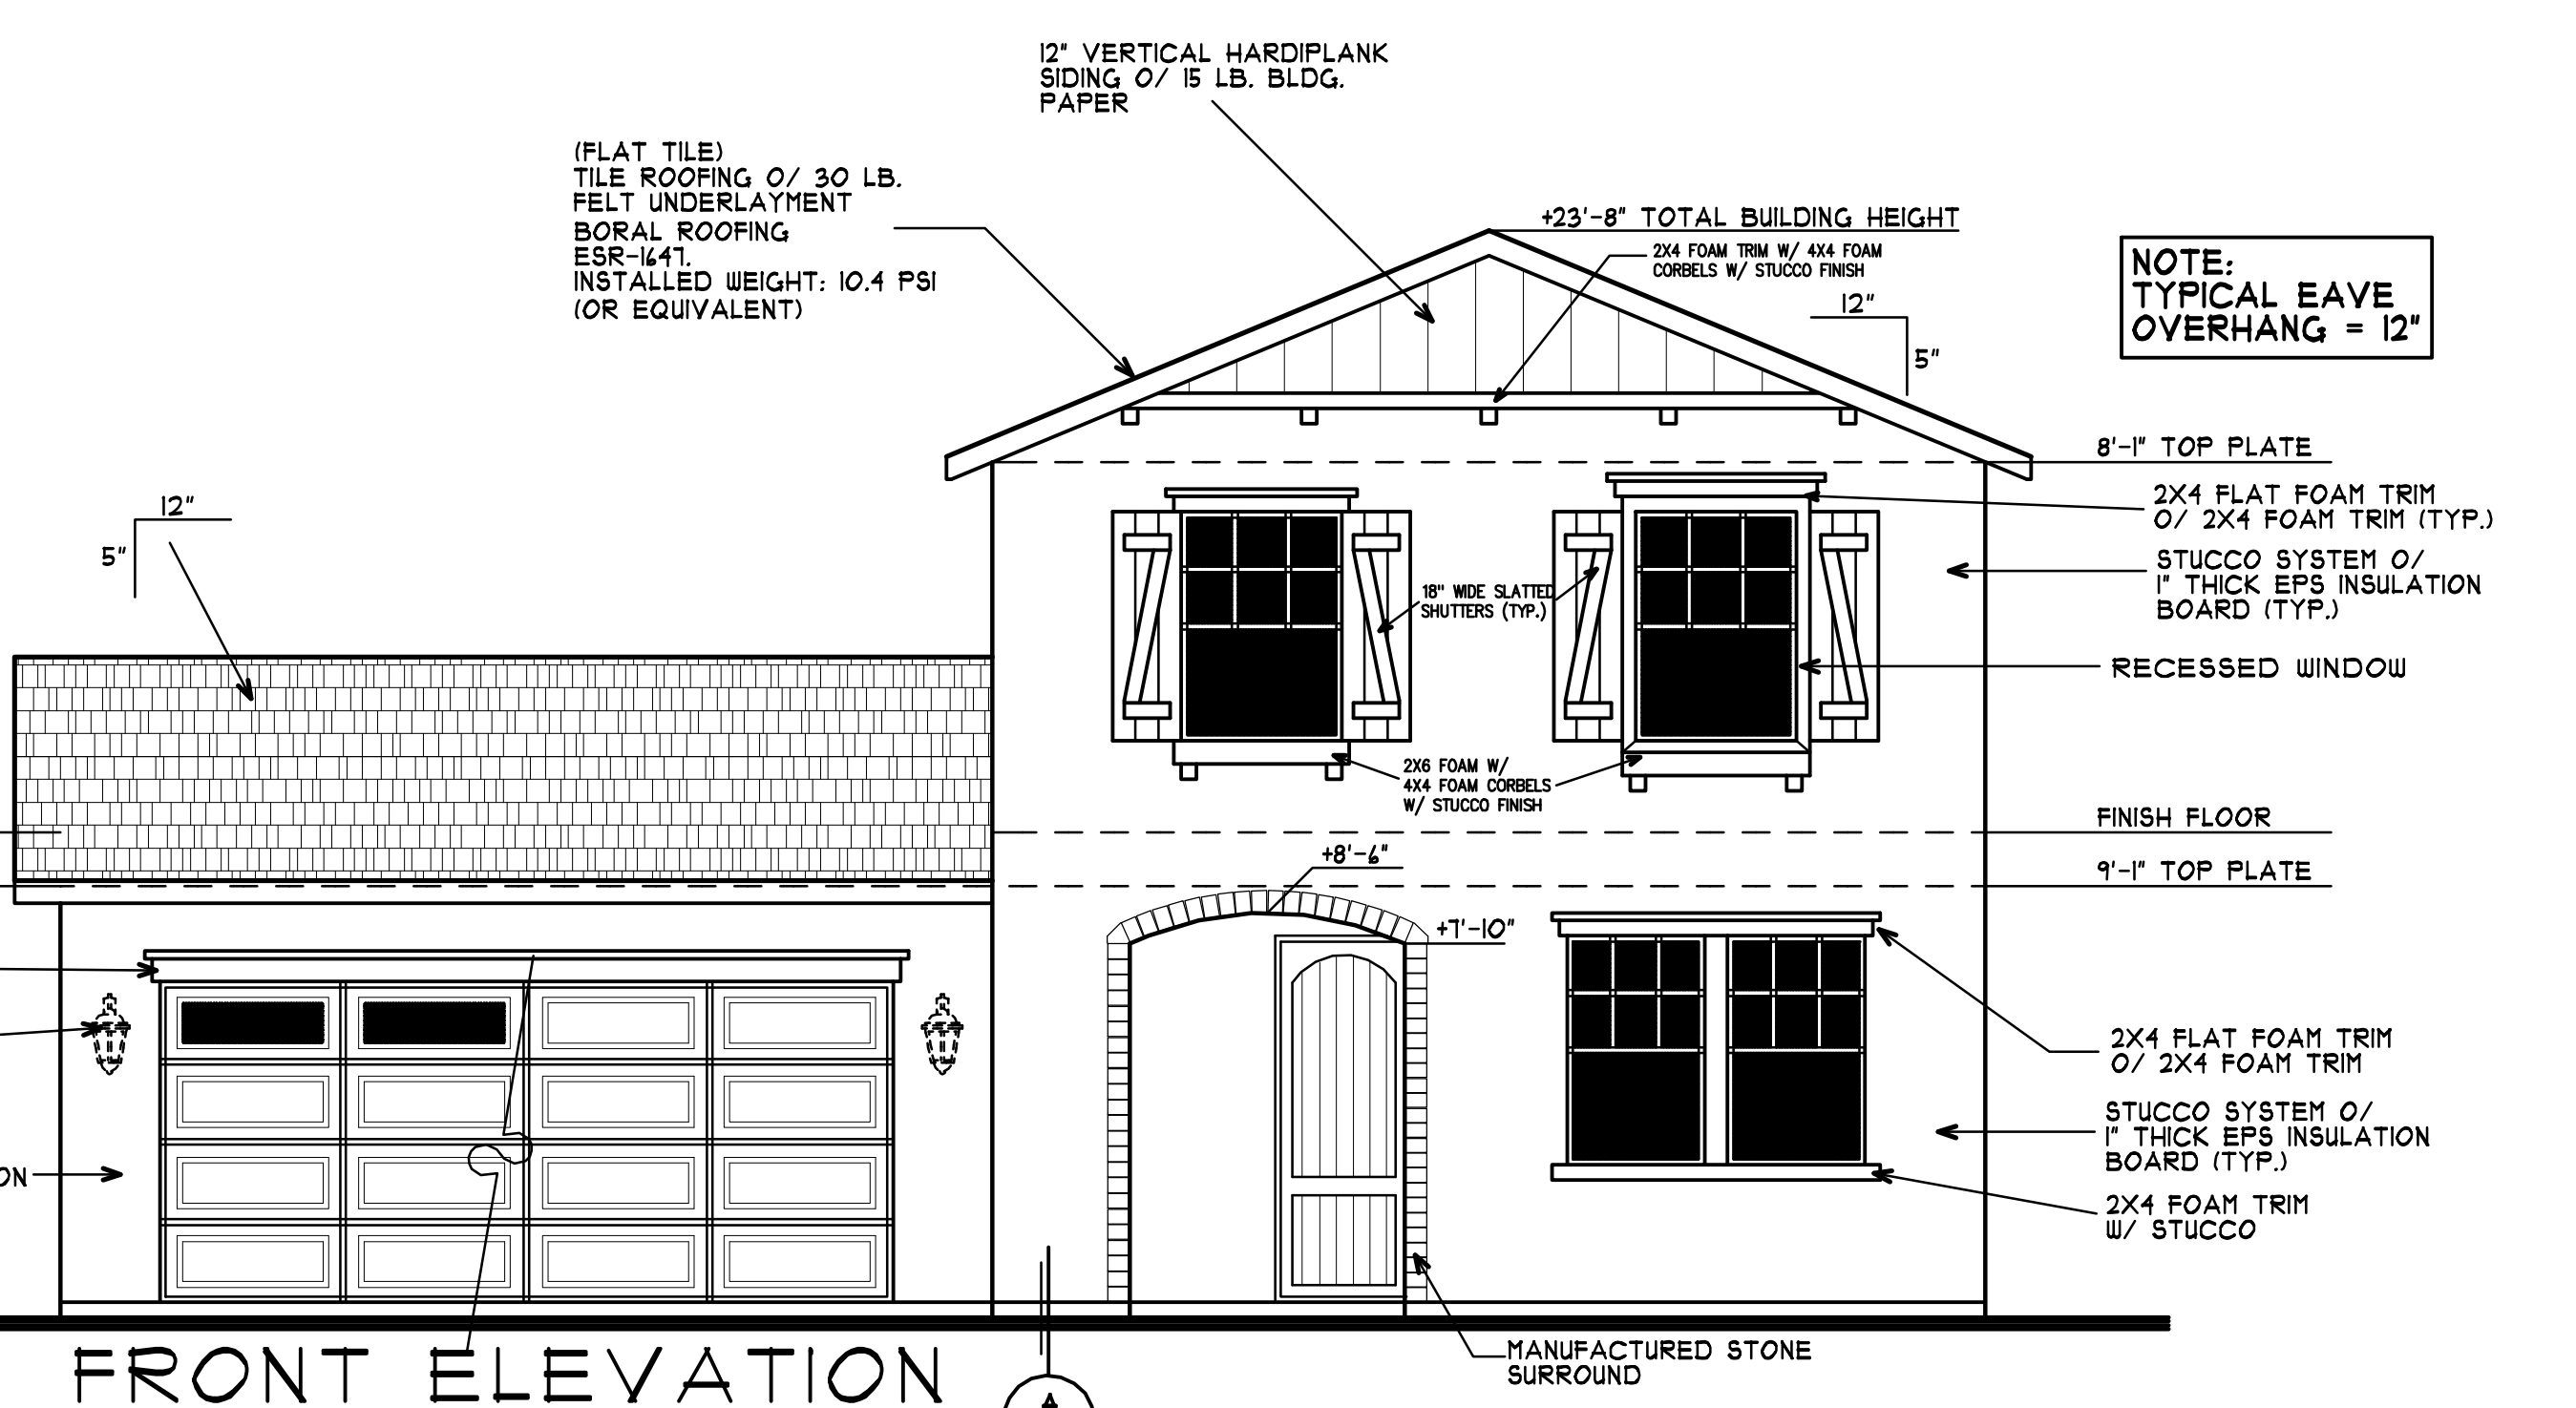 12" VERTICAL HARDIPLANK
SIDING O/ 15 LB. BLDG.
PAPER
(FLAT TILE)
TILE ROOFING O/ 30 LB.
FELT UNDERLAYMENT
BORAL ROOFING
ESR-1647.
INSTALLED WEIGHT: 10.4 PSI
(OR EQUIVALENT)
+23'-8" TOTAL BUILDING HEIGHT
2X4 FOAM TRIM W/ 4X4 FOAM
CORBELS W/ STUCCO FINISH
12"
5"
NOTE:
TYPICAL EAVE
OVERHANG = 12"
8'-1" TOP PLATE
2X4 FLAT FOAM TRIM
O/ 2X4 FOAM TRIM (TYP.)
12"
5"
STUCCO SYSTEM O/
1" THICK EPS INSULATION
BOARD (TYP.)
18" WIDE SLATTED
SHUTTERS (TYP.)
RECESSED WINDOW
2X6 FOAM W/
4X4 FOAM CORBELS
W/ STUCCO FINISH
FINISH FLOOR
+8'-6"
9'-1" TOP PLATE
+7'-10"
2X4 FLAT FOAM TRIM
O/ 2X4 FOAM TRIM
STUCCO SYSTEM O/
1" THICK EPS INSULATION
BOARD (TYP.)
ON
2X4 FOAM TRIM
W/ STUCCO
MANUFACTURED STONE
SURROUND
FRONT ELEVATION